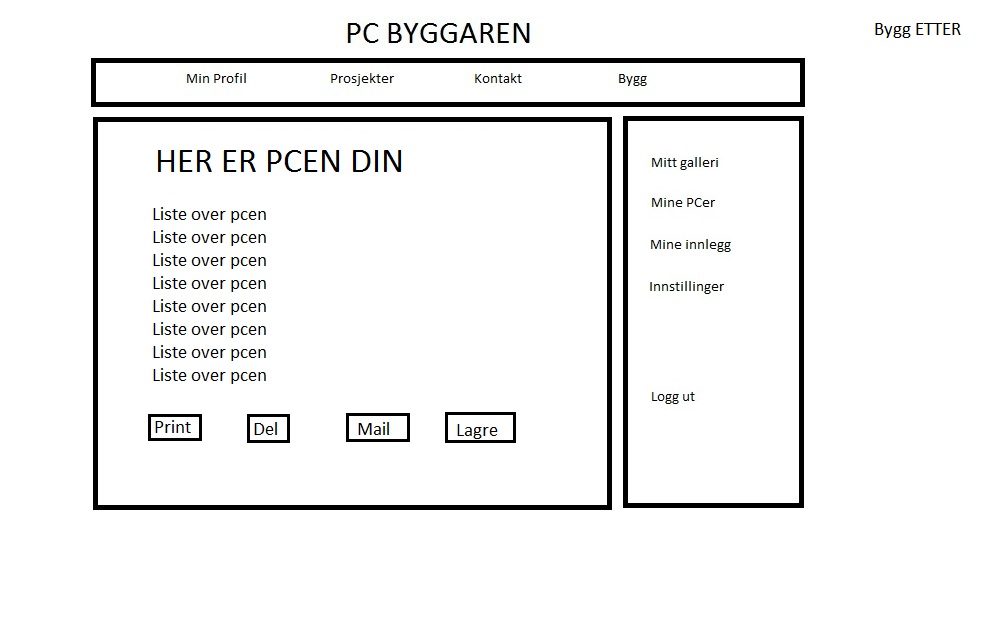 PC BYGGAREN
Bygg ETTER
Min Profil Prosjekter Kontakt Bygg
HER ER PCEN DIN
Liste over pcen
Liste over pcen
Liste over pcen
Liste over pcen
Liste over pcen
Liste over pcen
Liste over pcen
Liste over pcen
Print Del Mail Lagre
Mitt galleri
Mine PCer
Mine innlegg
Innstillinger
Logg ut